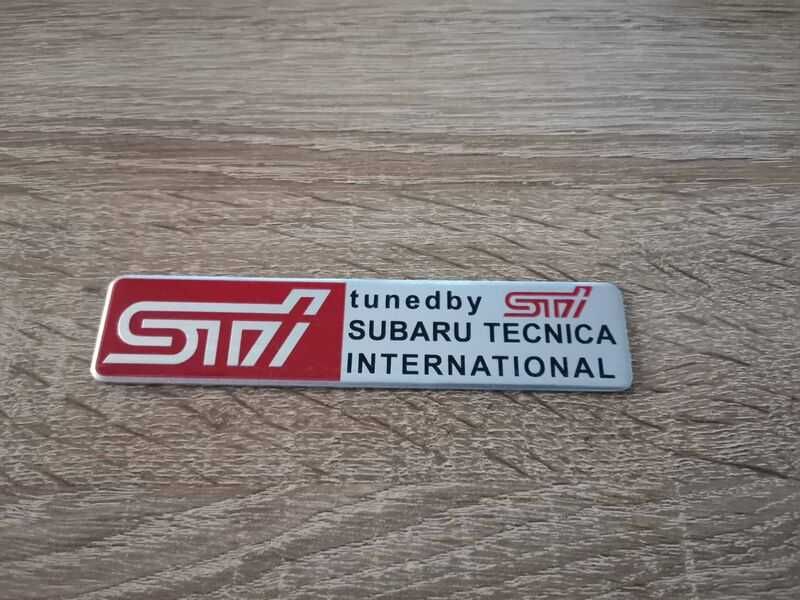 STi
tunedby STi
SUBARU TECNICA
INTERNATIONAL